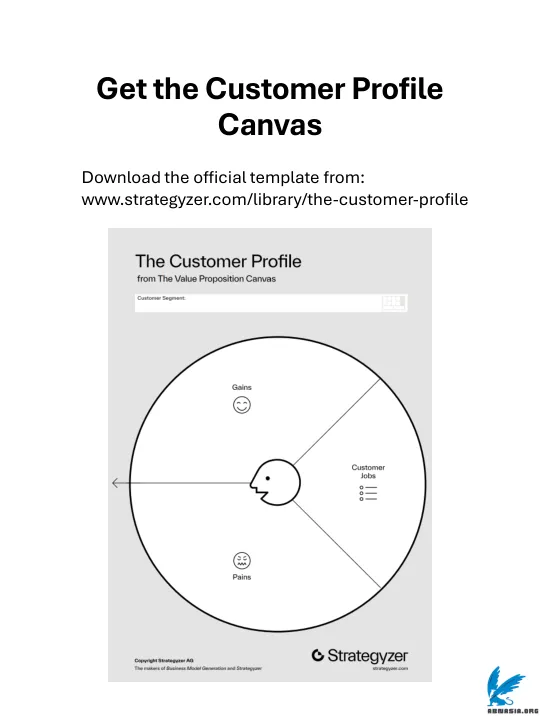 Get the Customer Profile
Canvas
Download the official template from:
www.strategyzer.com/library/the-customer-profile
The Customer Profile
from The Value Proposition Canvas
Customer Segment:
Gains
Customer
Jobs
Pains
Copyright Strategyzer AG
The makers of Business Model Generation and Strategyzer
Strategyzer
strategyzer.com
ABNASIA.ORG